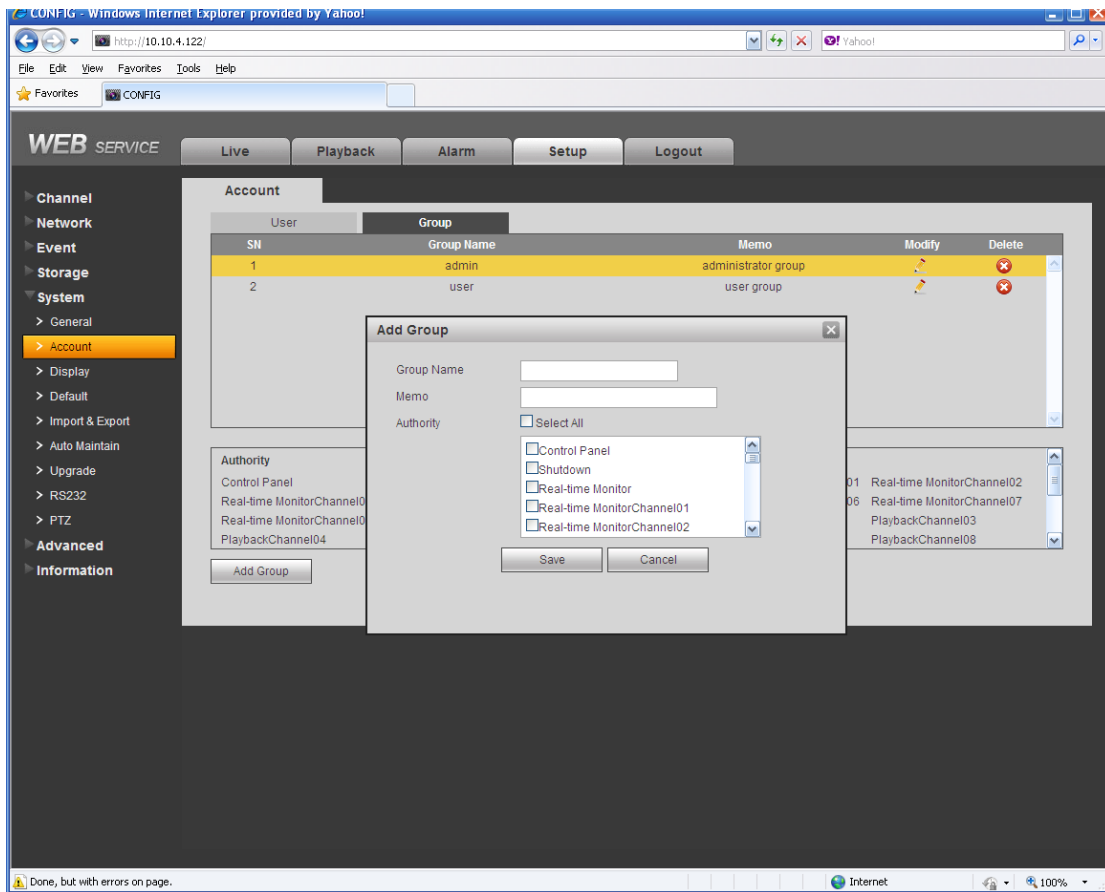 CONFIG - Windows Internet Explorer provided by Yahoo!
http://10.10.4.122/
Yahoo!
File Edit View Favorites Tools Help
Favorites CONFIG
WEB SERVICE
Live Playback Alarm Setup Logout
Channel
Network
Event
Storage
System
> General
> Account
> Display
> Default
> Import & Export
> Auto Maintain
> Upgrade
> RS232
> PTZ
Advanced
Information
Account
User Group
SN Group Name Memo Modify Delete
1 admin administrator group
2 user user group
Add Group
Group Name
Memo
Authority Select All
Control Panel
Shutdown
Real-time Monitor
Real-time MonitorChannel01
Real-time MonitorChannel02
Save Cancel
Authority
Control Panel 01 Real-time MonitorChannel02
Real-time MonitorChannel0 06 Real-time MonitorChannel07
Real-time MonitorChannel0 PlaybackChannel03
PlaybackChannel04 PlaybackChannel08
Add Group
Done, but with errors on page. Internet 100%